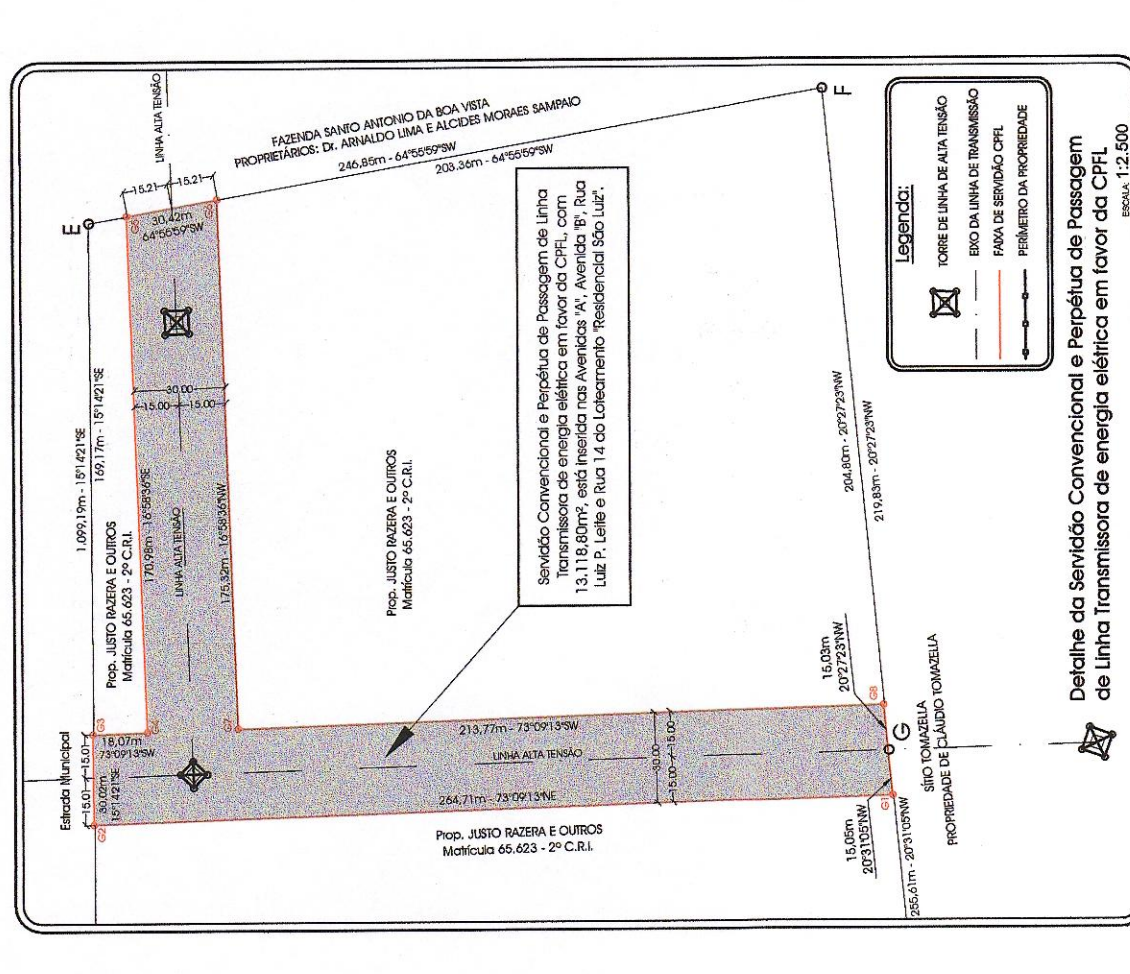 Estrada Municipal
15.01
15.01
30,02m
15°14'21"SE
18,07m
73°09'13"SW
G2
G3
G4
G5
G7
G8
G1
E
F
G
1.099,19m - 15°14'21"SE
169,17m - 15°14'21"SE
Prop. JUSTO RAZERA E OUTROS
Matrícula 65.623 - 2º C.R.I.
170,98m - 16°58'36"SE
LINHA ALTA TENSÃO
175,32m - 16°58'36"NW
30.00
15.00
15.00
30,42m
64°55'59"SW
15.21
15.21
LINHA ALTA TENSÃO
FAZENDA SANTO ANTONIO DA BOA VISTA
PROPRIETÁRIOS: Dr. ARNALDO LIMA E ALCIDES MORAES SAMPAIO
246,85m - 64°55'59"SW
203,36m - 64°55'59"SW
Prop. JUSTO RAZERA E OUTROS
Matrícula 65.623 - 2º C.R.I.
Servidão Convencional e Perpétua de Passagem de Linha
Transmissora de energia elétrica em favor da CPFL, com
13.118,80m², está inserida nas Avenidas "A", Avenida "B", Rua
Luiz P. Leite e Rua 14 do Loteamento "Residencial São Luiz".
213,77m - 73°09'13"SW
LINHA ALTA TENSÃO
264,71m - 73°09'13"NE
30.00
15.00
15.00
Prop. JUSTO RAZERA E OUTROS
Matrícula 65.623 - 2º C.R.I.
204,80m - 20°27'23"NW
219,83m - 20°27'23"NW
15,03m
20°27'23"NW
15,05m
20°31'05"NW
255,61m - 20°31'05"NW
SÍTIO TOMAZELLA
PROPRIEDADE DE CLÁUDIO TOMAZELLA
Legenda:
TORRE DE LINHA DE ALTA TENSÃO
EIXO DA LINHA DE TRANSMISSÃO
FAIXA DE SERVIDÃO CPFL
PERÍMETRO DA PROPRIEDADE
Detalhe da Servidão Convencional e Perpétua de Passagem
de Linha Transmissora de energia elétrica em favor da CPFL
ESCALA: 1:2.500